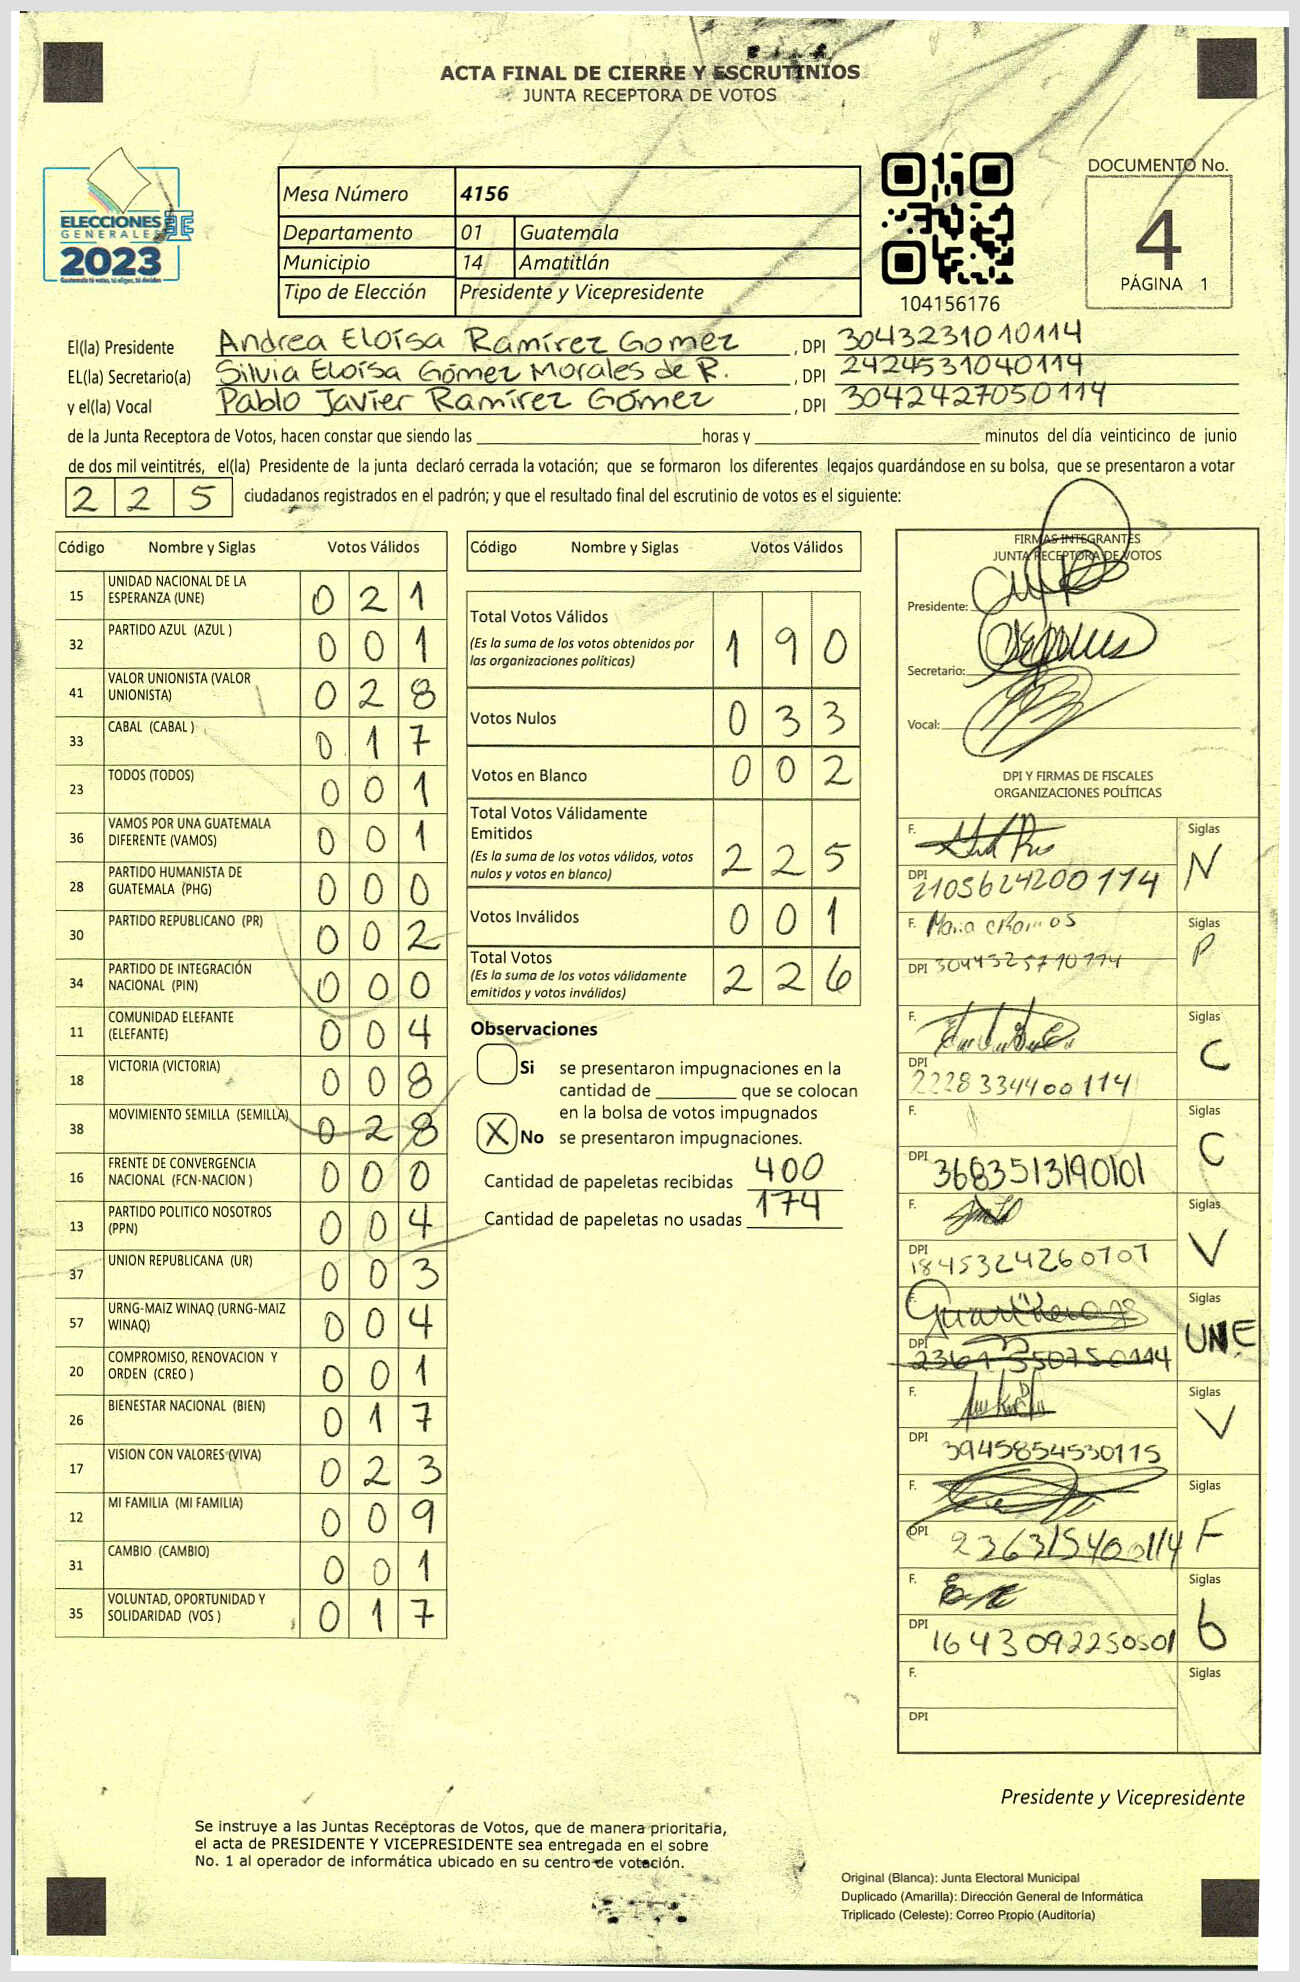 ACTA FINAL DE CIERRE Y ESCRUTINIOS
JUNTA RECEPTORA DE VOTOS
ELECCIONES
GENERALES
2023
Guatemala tú votas, tú eliges, tú decides
Mesa Número 4156
Departamento 01 Guatemala
Municipio 14 Amatitlán
Tipo de Elección Presidente y Vicepresidente
104156176
DOCUMENTO No.
4
PÁGINA 1
El(la) Presidente Andrea Eloísa Ramírez Gomez, DPI 3043231010114
EL(la) Secretario(a) Silvia Eloísa Gómez Morales de R., DPI 2424531040114
y el(la) Vocal Pablo Javier Ramírez Gómez, DPI 3042427050114
de la Junta Receptora de Votos, hacen constar que siendo las ____ horas y ____ minutos del día veinticinco de junio
de dos mil veintitrés, el(la) Presidente de la junta declaró cerrada la votación; que se formaron los diferentes legajos guardándose en su bolsa, que se presentaron a votar
2 2 5 ciudadanos registrados en el padrón; y que el resultado final del escrutinio de votos es el siguiente:
Código Nombre y Siglas Votos Válidos
15 UNIDAD NACIONAL DE LA ESPERANZA (UNE) 0 2 1
32 PARTIDO AZUL (AZUL ) 0 0 1
41 VALOR UNIONISTA (VALOR UNIONISTA) 0 2 8
33 CABAL (CABAL ) 0 1 7
23 TODOS (TODOS) 0 0 1
36 VAMOS POR UNA GUATEMALA DIFERENTE (VAMOS) 0 0 1
28 PARTIDO HUMANISTA DE GUATEMALA (PHG) 0 0 0
30 PARTIDO REPUBLICANO (PR) 0 0 2
34 PARTIDO DE INTEGRACIÓN NACIONAL (PIN) 0 0 0
11 COMUNIDAD ELEFANTE (ELEFANTE) 0 0 4
18 VICTORIA (VICTORIA) 0 0 8
38 MOVIMIENTO SEMILLA (SEMILLA) 0 2 8
16 FRENTE DE CONVERGENCIA NACIONAL (FCN-NACION ) 0 0 0
13 PARTIDO POLITICO NOSOTROS (PPN) 0 0 4
37 UNION REPUBLICANA (UR) 0 0 3
57 URNG-MAIZ WINAQ (URNG-MAIZ WINAQ) 0 0 4
20 COMPROMISO, RENOVACION Y ORDEN (CREO ) 0 0 1
26 BIENESTAR NACIONAL (BIEN) 0 1 7
17 VISION CON VALORES (VIVA) 0 2 3
12 MI FAMILIA (MI FAMILIA) 0 0 9
31 CAMBIO (CAMBIO) 0 0 1
35 VOLUNTAD, OPORTUNIDAD Y SOLIDARIDAD (VOS ) 0 1 7
Código Nombre y Siglas Votos Válidos
Total Votos Válidos 1 9 0
(Es la suma de los votos obtenidos por
las organizaciones políticas)
Votos Nulos 0 3 3
Votos en Blanco 0 0 2
Total Votos Válidamente
Emitidos 2 2 5
(Es la suma de los votos válidos, votos
nulos y votos en blanco)
Votos Inválidos 0 0 1
Total Votos 2 2 6
(Es la suma de los votos válidamente
emitidos y votos inválidos)
Observaciones
Si se presentaron impugnaciones en la
cantidad de ____ que se colocan
en la bolsa de votos impugnados
X No se presentaron impugnaciones.
Cantidad de papeletas recibidas 400
Cantidad de papeletas no usadas 174
FIRMAS INTEGRANTES
JUNTA RECEPTORA DE VOTOS
Presidente:
Secretario:
Vocal:
DPI Y FIRMAS DE FISCALES
ORGANIZACIONES POLÍTICAS
F. Siglas N
DPI 2105624200114
F. Siglas P
DPI
F. Siglas C
DPI 2228334400114
F. Siglas C
DPI 3683513190101
F. Siglas V
DPI 1845324260707
F. Siglas UNE
DPI
F. Siglas V
DPI 3945854530115
F. Siglas F
DPI
F. Siglas b
DPI 1643092250501
F. Siglas
DPI
Presidente y Vicepresidente
Se instruye a las Juntas Receptoras de Votos, que de manera prioritaria,
el acta de PRESIDENTE Y VICEPRESIDENTE sea entregada en el sobre
No. 1 al operador de informática ubicado en su centro de votación.
Original (Blanca): Junta Electoral Municipal
Duplicado (Amarilla): Dirección General de Informática
Triplicado (Celeste): Correo Propio (Auditoría)